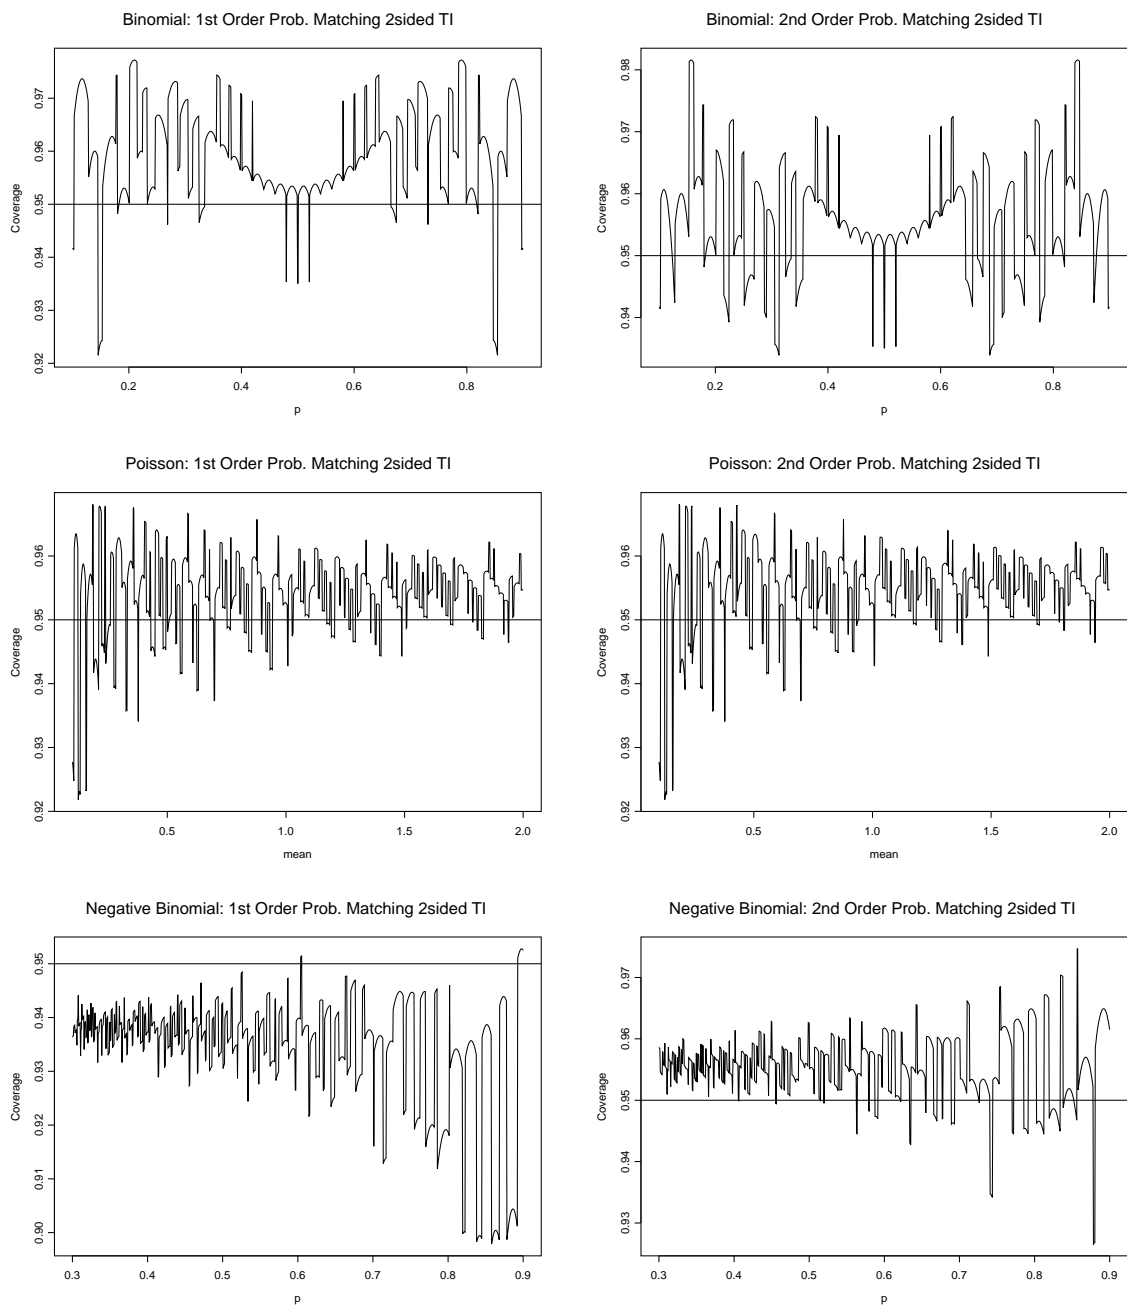 Binomial: 1st Order Prob. Matching 2sided TI
Coverage
0.97
0.96
0.95
0.94
0.93
0.92
0.2 0.4 0.6 0.8
p
Binomial: 2nd Order Prob. Matching 2sided TI
Coverage
0.98
0.97
0.96
0.95
0.94
0.2 0.4 0.6 0.8
p
Poisson: 1st Order Prob. Matching 2sided TI
Coverage
0.96
0.95
0.94
0.93
0.92
0.5 1.0 1.5 2.0
mean
Poisson: 2nd Order Prob. Matching 2sided TI
Coverage
0.96
0.95
0.94
0.93
0.92
0.5 1.0 1.5 2.0
mean
Negative Binomial: 1st Order Prob. Matching 2sided TI
Coverage
0.95
0.94
0.93
0.92
0.91
0.90
0.3 0.4 0.5 0.6 0.7 0.8 0.9
p
Negative Binomial: 2nd Order Prob. Matching 2sided TI
Coverage
0.97
0.96
0.95
0.94
0.93
0.3 0.4 0.5 0.6 0.7 0.8 0.9
p